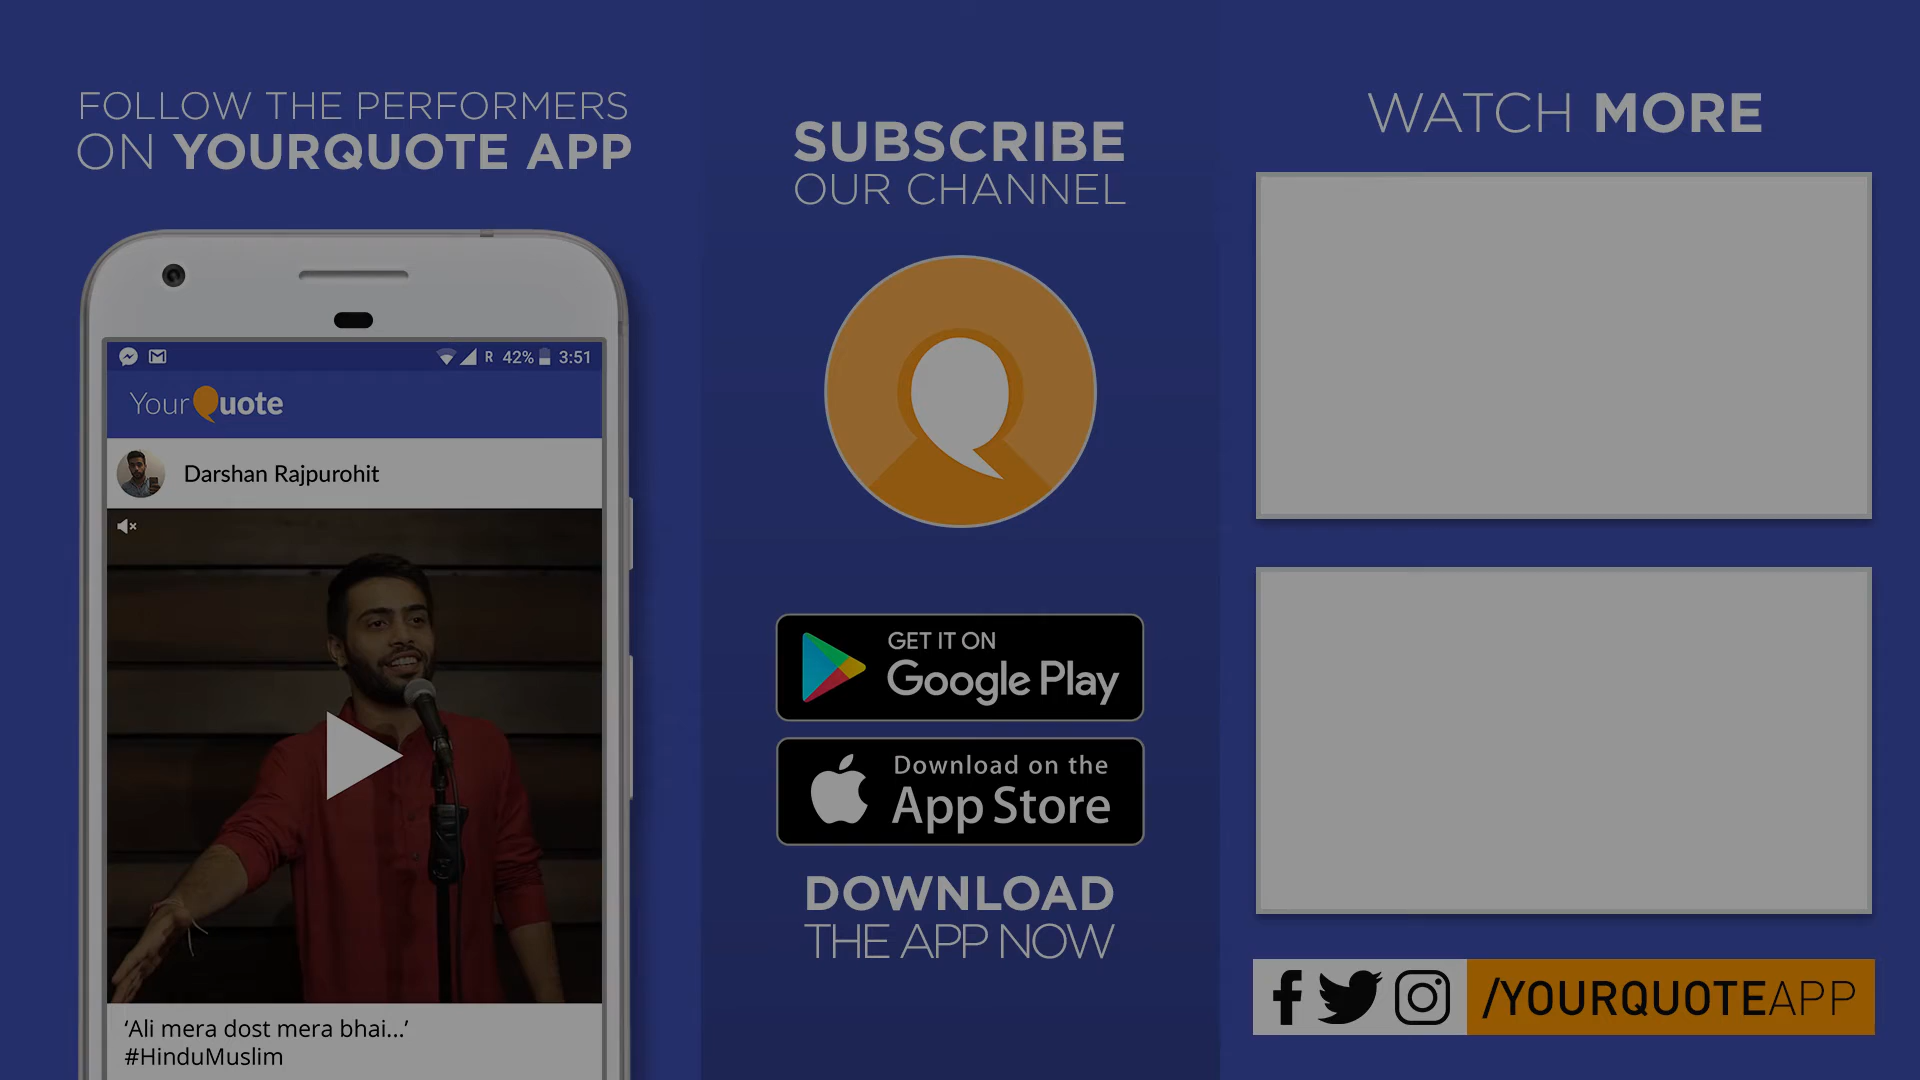 FOLLOW THE PERFORMERS
ON YOURQUOTE APP
R 42% 3:51
YourQuote
Darshan Rajpurohit
‘Ali mera dost mera bhai...’
#HinduMuslim
SUBSCRIBE
OUR CHANNEL
GET IT ON
Google Play
Download on the
App Store
DOWNLOAD
THE APP NOW
WATCH MORE
/YOURQUOTEAPP